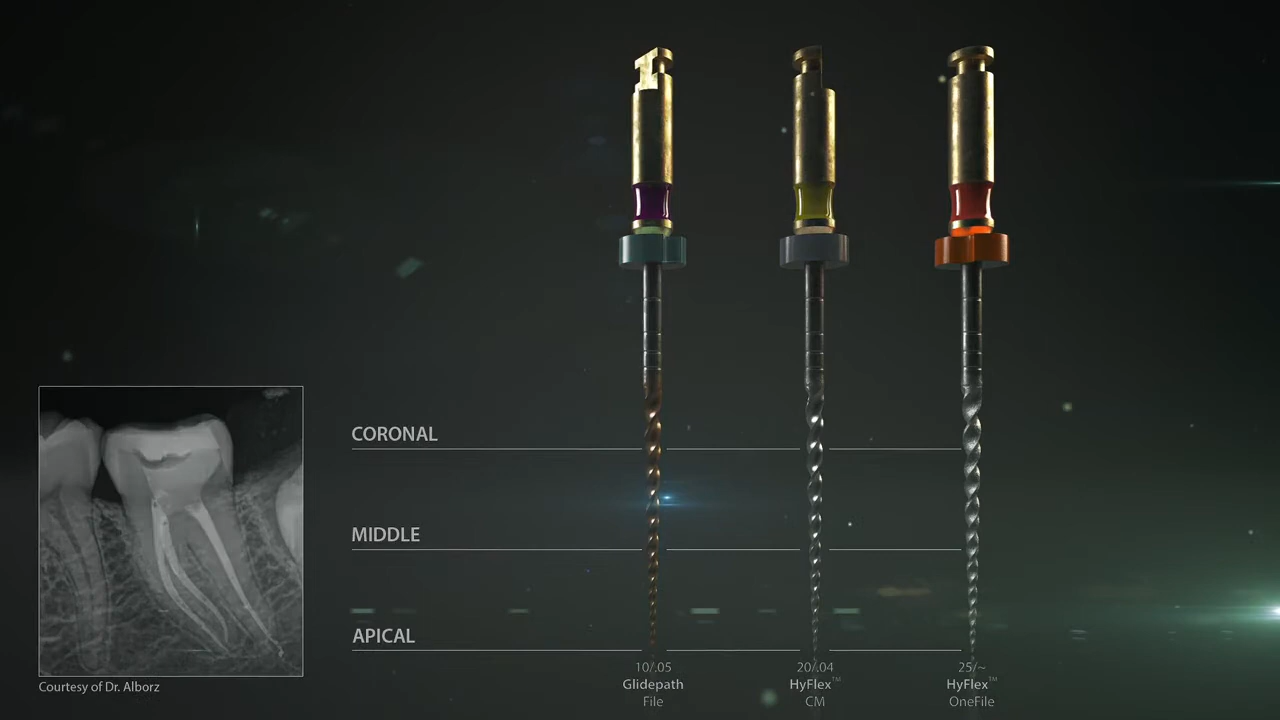 CORONAL
MIDDLE
APICAL
10/.05
Glidepath
File
20/.04
HyFlex™
CM
25/~
HyFlex™
OneFile
Courtesy of Dr. Alborz